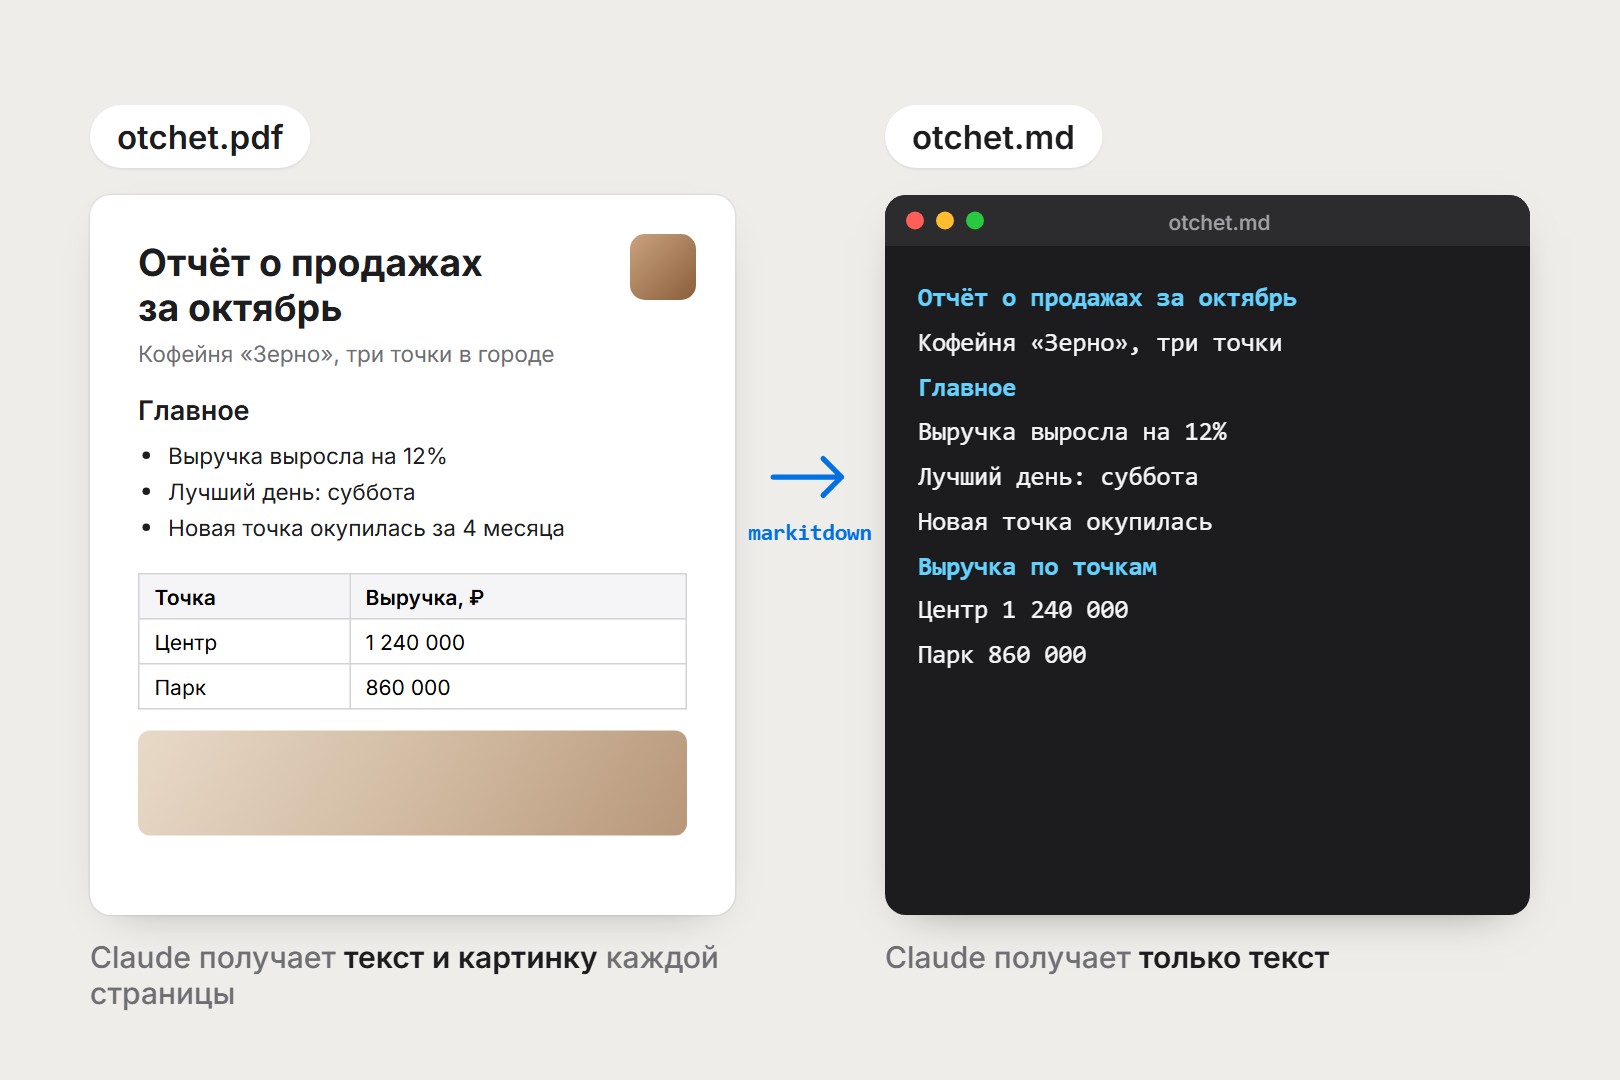 otchet.pdf
Отчёт о продажах
за октябрь
Кофейня «Зерно», три точки в городе
Главное
• Выручка выросла на 12%
• Лучший день: суббота
• Новая точка окупилась за 4 месяца
Точка Выручка, ₽
Центр 1 240 000
Парк 860 000
Claude получает текст и картинку каждой
страницы
markitdown
otchet.md
otchet.md
Отчёт о продажах за октябрь
Кофейня «Зерно», три точки
Главное
Выручка выросла на 12%
Лучший день: суббота
Новая точка окупилась
Выручка по точкам
Центр 1 240 000
Парк 860 000
Claude получает только текст